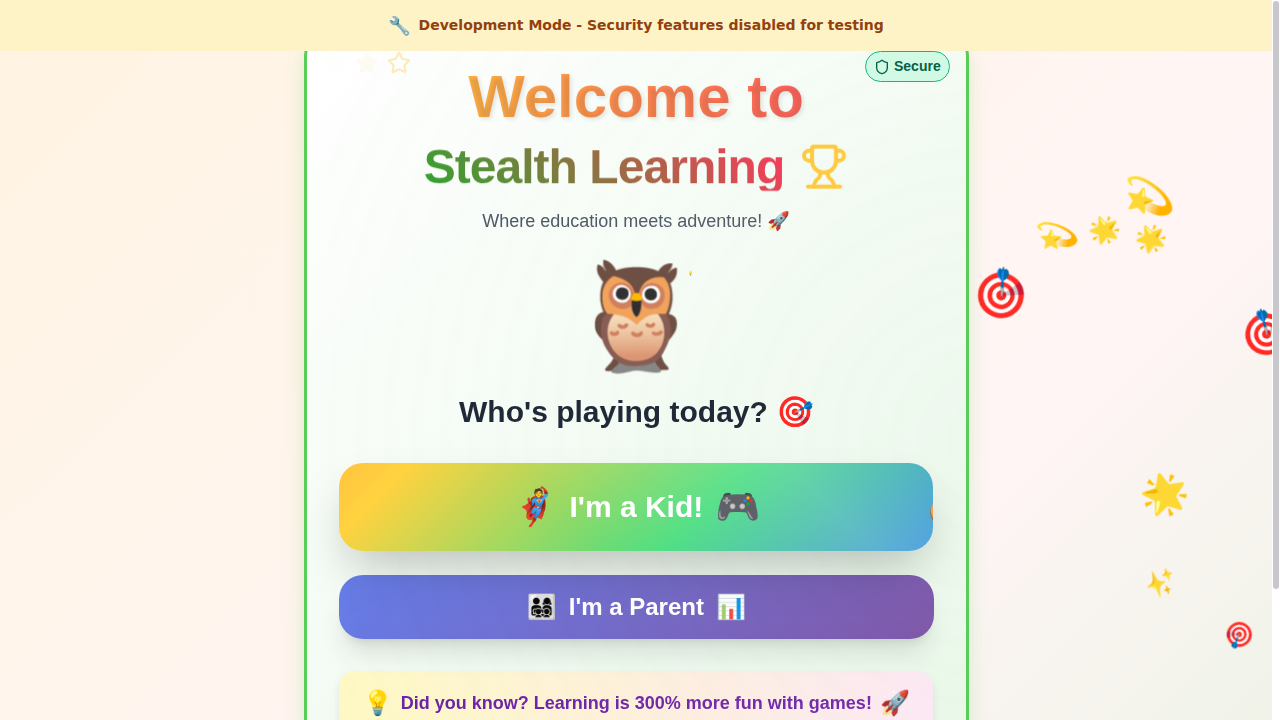 Development Mode - Security features disabled for testing
Secure
Welcome to
Stealth Learning
Where education meets adventure!
Who's playing today?
I'm a Kid!
I'm a Parent
Did you know? Learning is 300% more fun with games!